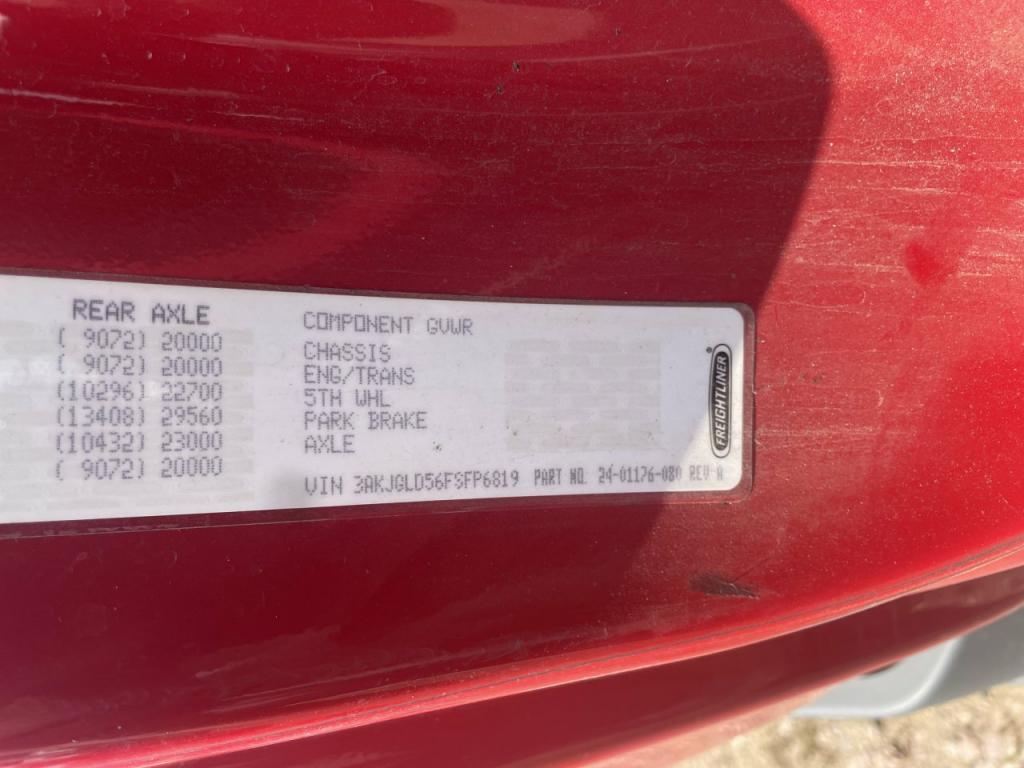 REAR AXLE
( 9072) 20000
( 9072) 20000
(10296) 22700
(13408) 29560
(10432) 23000
( 9072) 20000
COMPONENT GVWR
CHASSIS
ENG/TRANS
5TH WHL
PARK BRAKE
AXLE
VIN 3AKJGLD56FSFP6819 PART NO. 24-01176-080 REV A
FREIGHTLINER